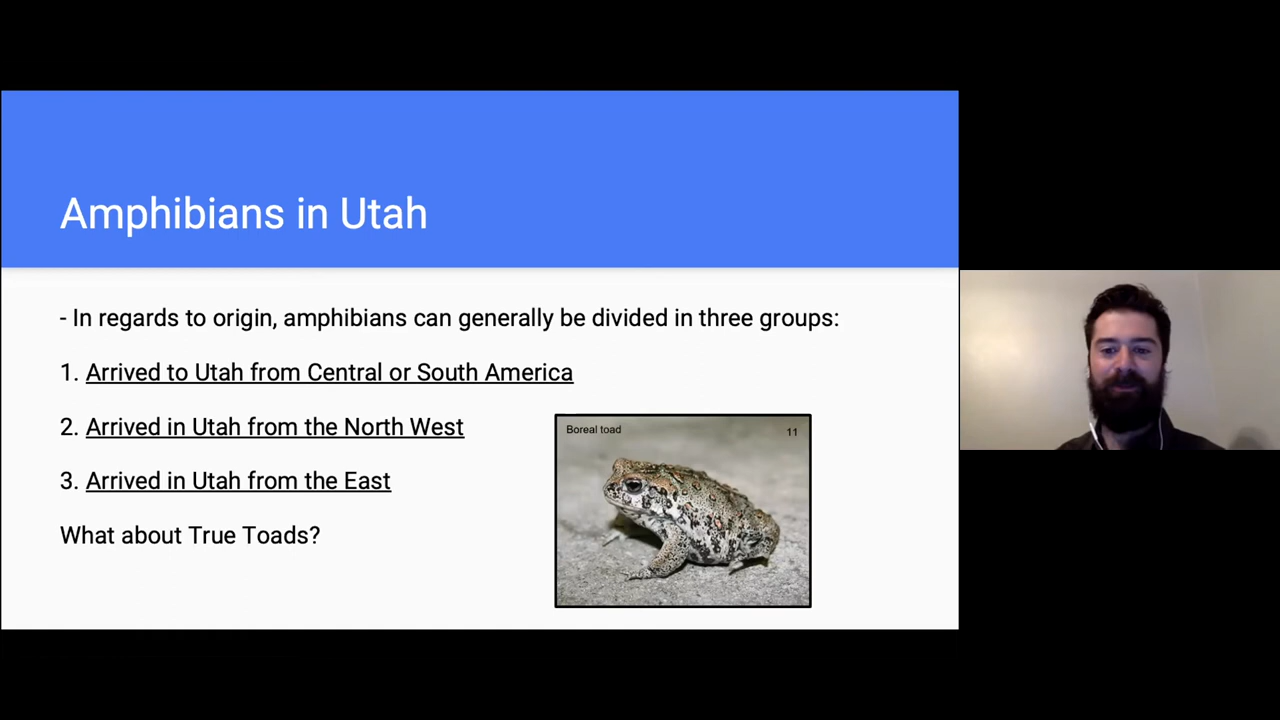 Amphibians in Utah
- In regards to origin, amphibians can generally be divided in three groups:
1. Arrived to Utah from Central or South America
2. Arrived in Utah from the North West
3. Arrived in Utah from the East
What about True Toads?
Boreal toad
11